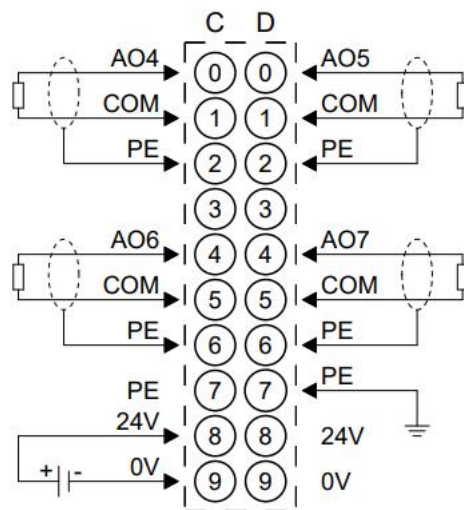 C D
AO4 0 0 AO5
COM 1 1 COM
PE 2 2 PE
3 3
AO6 4 4 AO7
COM 5 5 COM
PE 6 6 PE
PE 7 7 PE
24V 8 8 24V
+ - 0V 9 9 0V